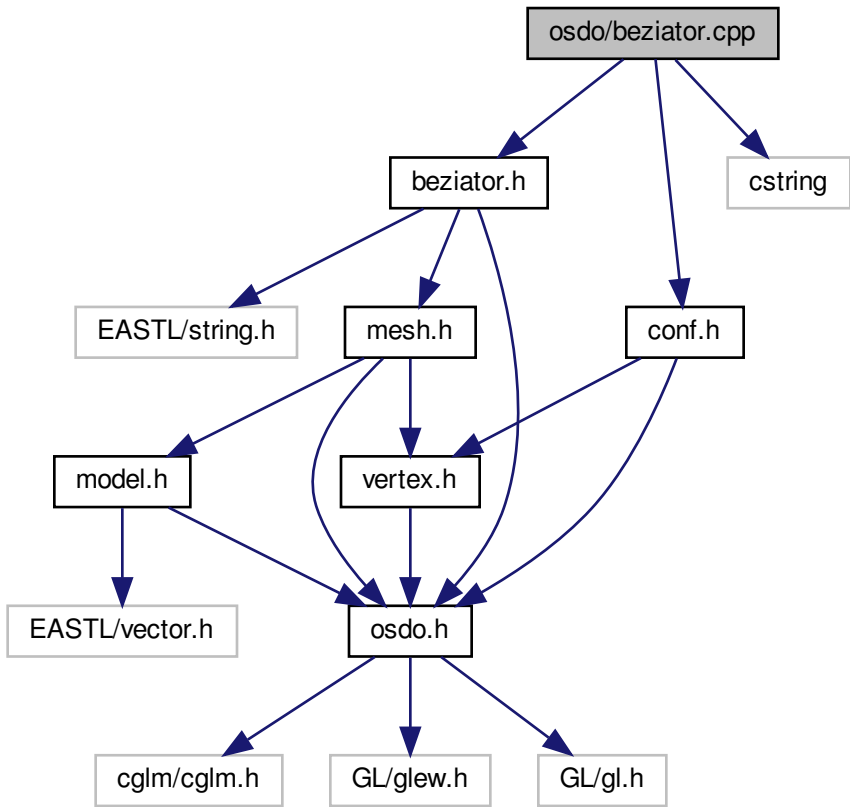 osdo/beziator.cpp
beziator.h
cstring
EASTL/string.h
mesh.h
conf.h
model.h
vertex.h
EASTL/vector.h
osdo.h
cglm/cglm.h
GL/glew.h
GL/gl.h